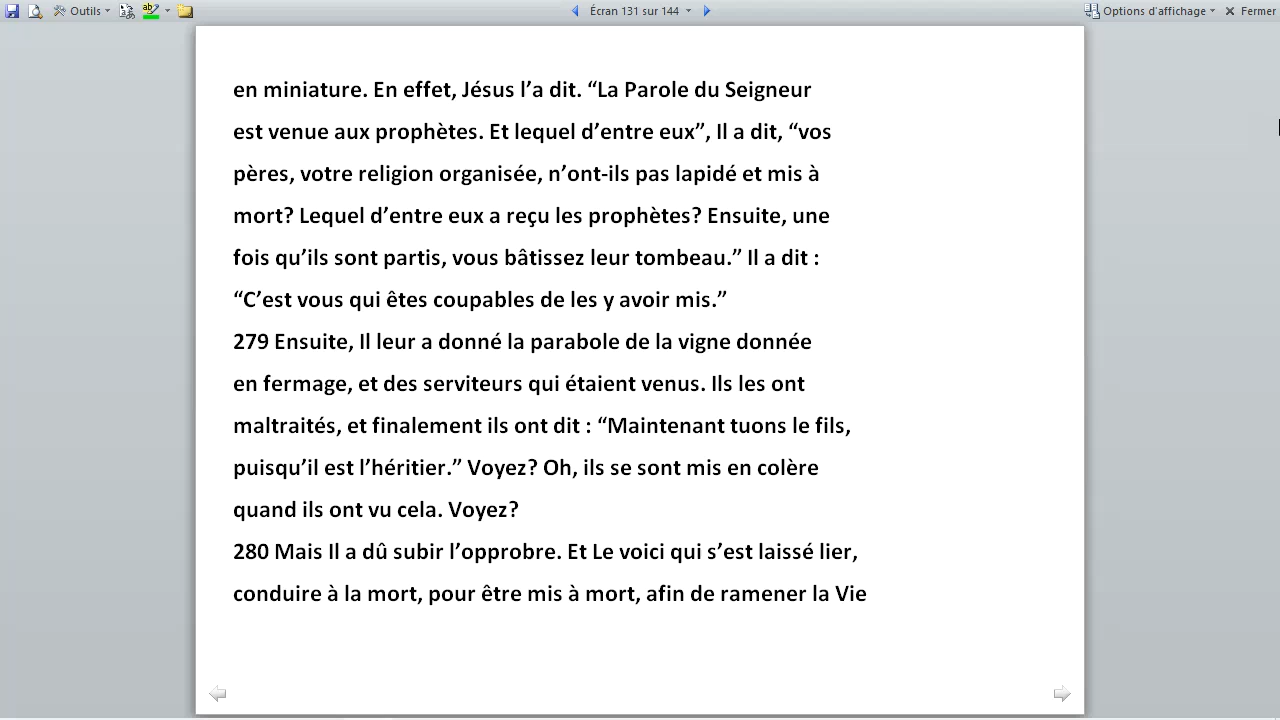 Outils
Écran 131 sur 144
Options d'affichage
Fermer
en miniature. En effet, Jésus l’a dit. “La Parole du Seigneur
est venue aux prophètes. Et lequel d’entre eux”, Il a dit, “vos
pères, votre religion organisée, n’ont-ils pas lapidé et mis à
mort? Lequel d’entre eux a reçu les prophètes? Ensuite, une
fois qu’ils sont partis, vous bâtissez leur tombeau.” Il a dit :
“C’est vous qui êtes coupables de les y avoir mis.”
279 Ensuite, Il leur a donné la parabole de la vigne donnée
en fermage, et des serviteurs qui étaient venus. Ils les ont
maltraités, et finalement ils ont dit : “Maintenant tuons le fils,
puisqu’il est l’héritier.” Voyez? Oh, ils se sont mis en colère
quand ils ont vu cela. Voyez?
280 Mais Il a dû subir l’opprobre. Et Le voici qui s’est laissé lier,
conduire à la mort, pour être mis à mort, afin de ramener la Vie